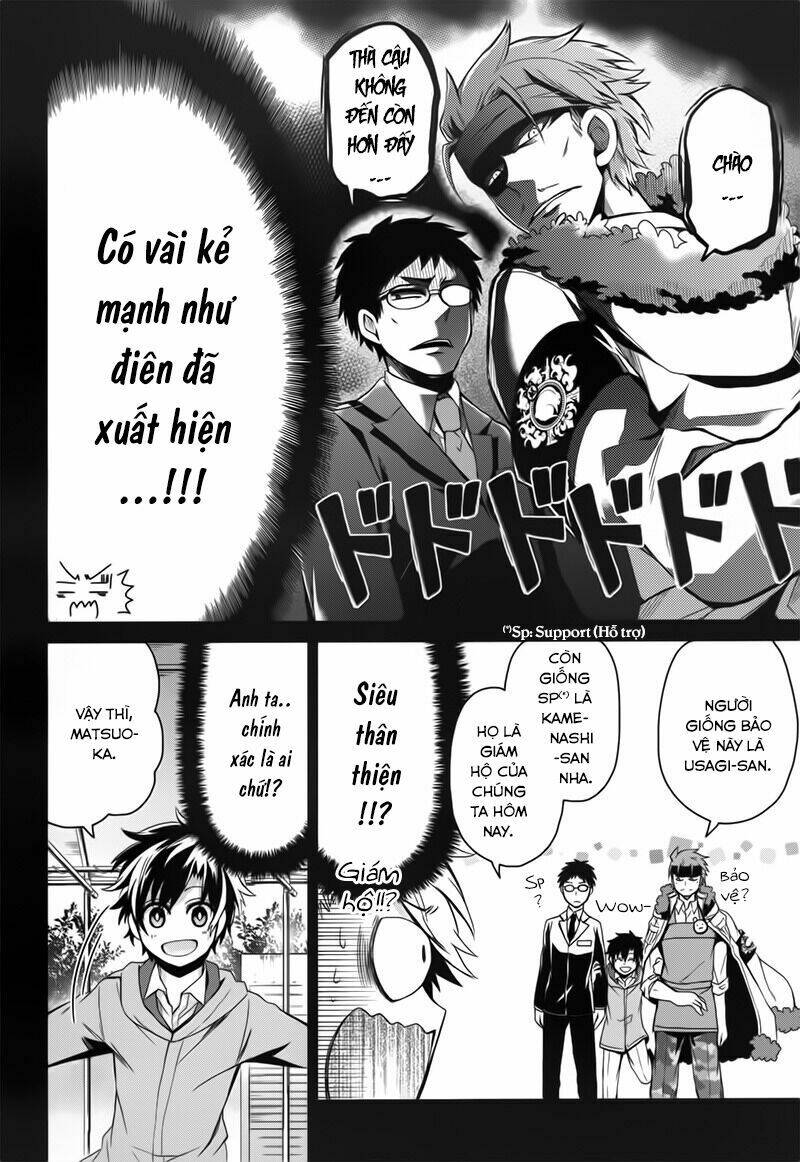 CHÀO
...
THÀ CẬU
KHÔNG
ĐẾN CÒN
HƠN ĐẤY
...
Có vài kẻ
mạnh như
điên đã
xuất hiện
...!!!
ドドドドドド
(*)Sp: Support (Hỗ trợ)
NGƯỜI
GIỐNG BẢO
VỆ NÀY LÀ
USAGI-SAN.
CÒN
GIỐNG
SP(*) LÀ
KAME-
NASHI
-SAN
NHA.
HỌ LÀ
GIÁM
HỘ CỦA
CHÚNG
TA HÔM
NAY.
BẢO
VỆ?
WOW~
SP
?
Siêu
thân
thiện
!!?
Giám
hộ!!?
Anh ta..
chính
xác là ai
chứ!?
VẬY THÌ,
MATSUO-
KA.